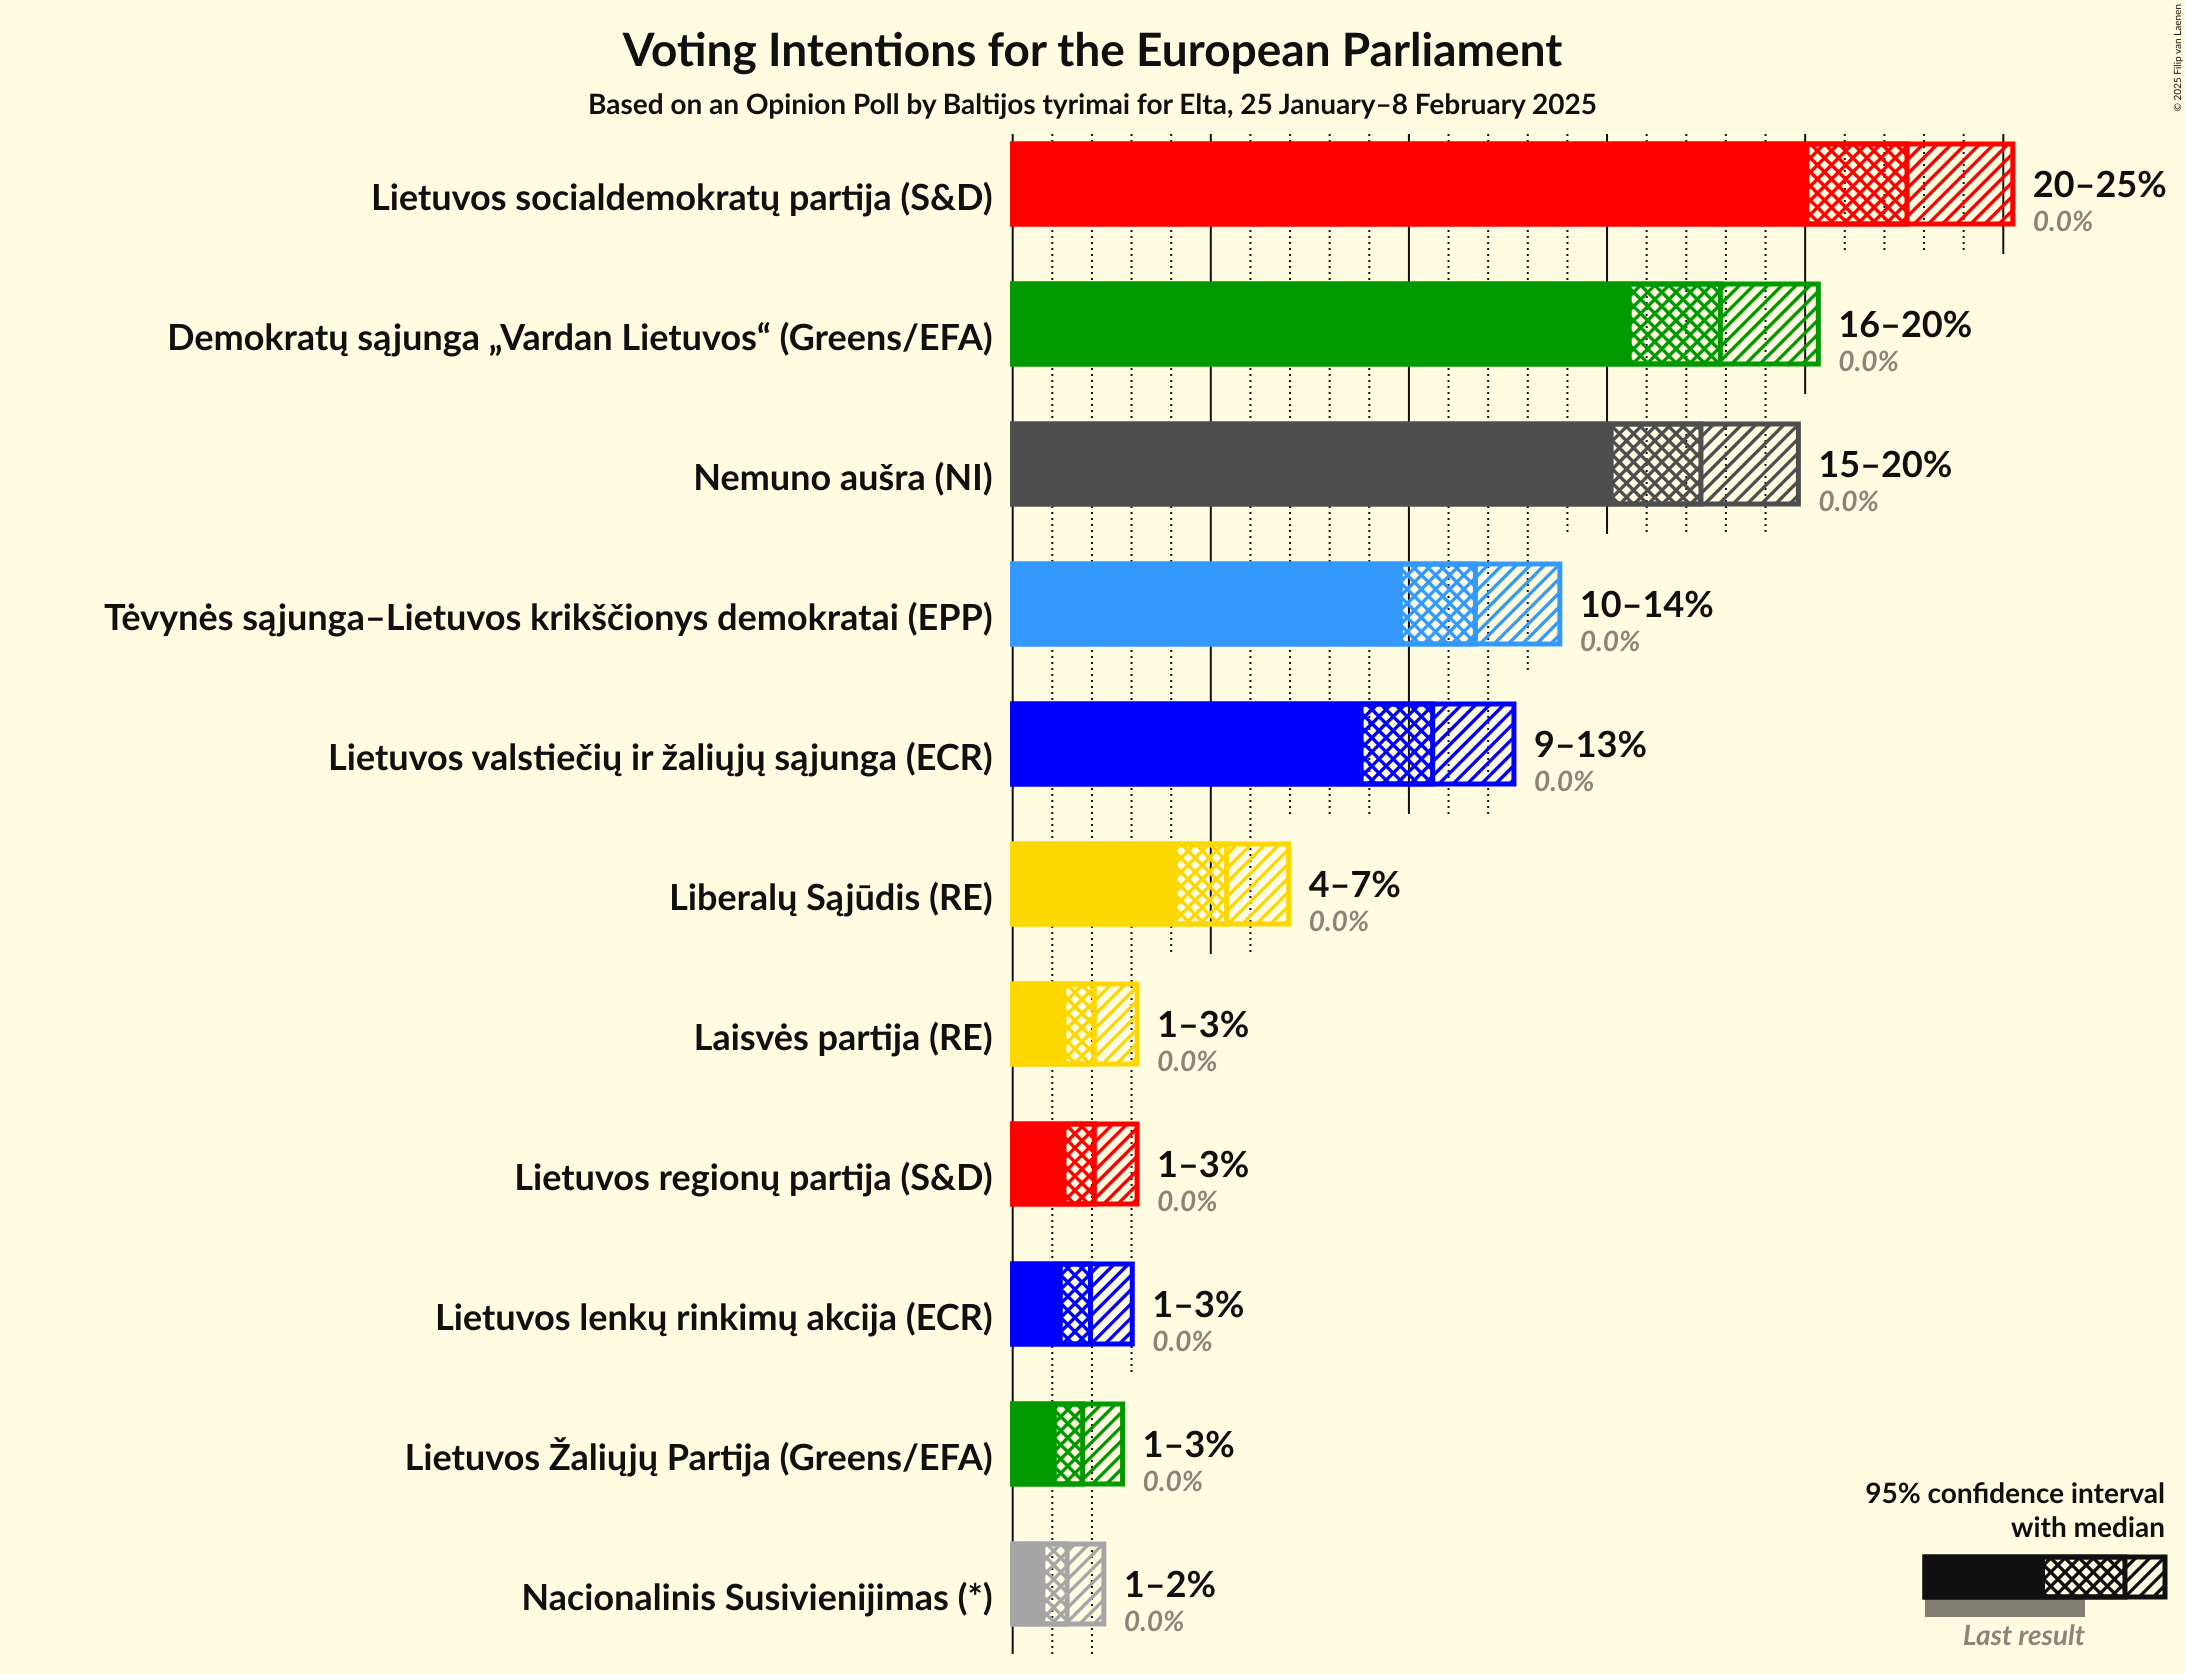 Voting Intentions for the European Parliament
Based on an Opinion Poll by Baltijos tyrimai for Elta, 25 January–8 February 2025
© 2025 Filip van Laenen
Lietuvos socialdemokratų partija (S&D)
20–25%
0.0%
Demokratų sąjunga „Vardan Lietuvos“ (Greens/EFA)
16–20%
0.0%
Nemuno aušra (NI)
15–20%
0.0%
Tėvynės sąjunga–Lietuvos krikščionys demokratai (EPP)
10–14%
0.0%
Lietuvos valstiečių ir žaliųjų sąjunga (ECR)
9–13%
0.0%
Liberalų Sąjūdis (RE)
4–7%
0.0%
Laisvės partija (RE)
1–3%
0.0%
Lietuvos regionų partija (S&D)
1–3%
0.0%
Lietuvos lenkų rinkimų akcija (ECR)
1–3%
0.0%
Lietuvos Žaliųjų Partija (Greens/EFA)
1–3%
0.0%
Nacionalinis Susivienijimas (*)
1–2%
0.0%
95% confidence interval
with median
Last result